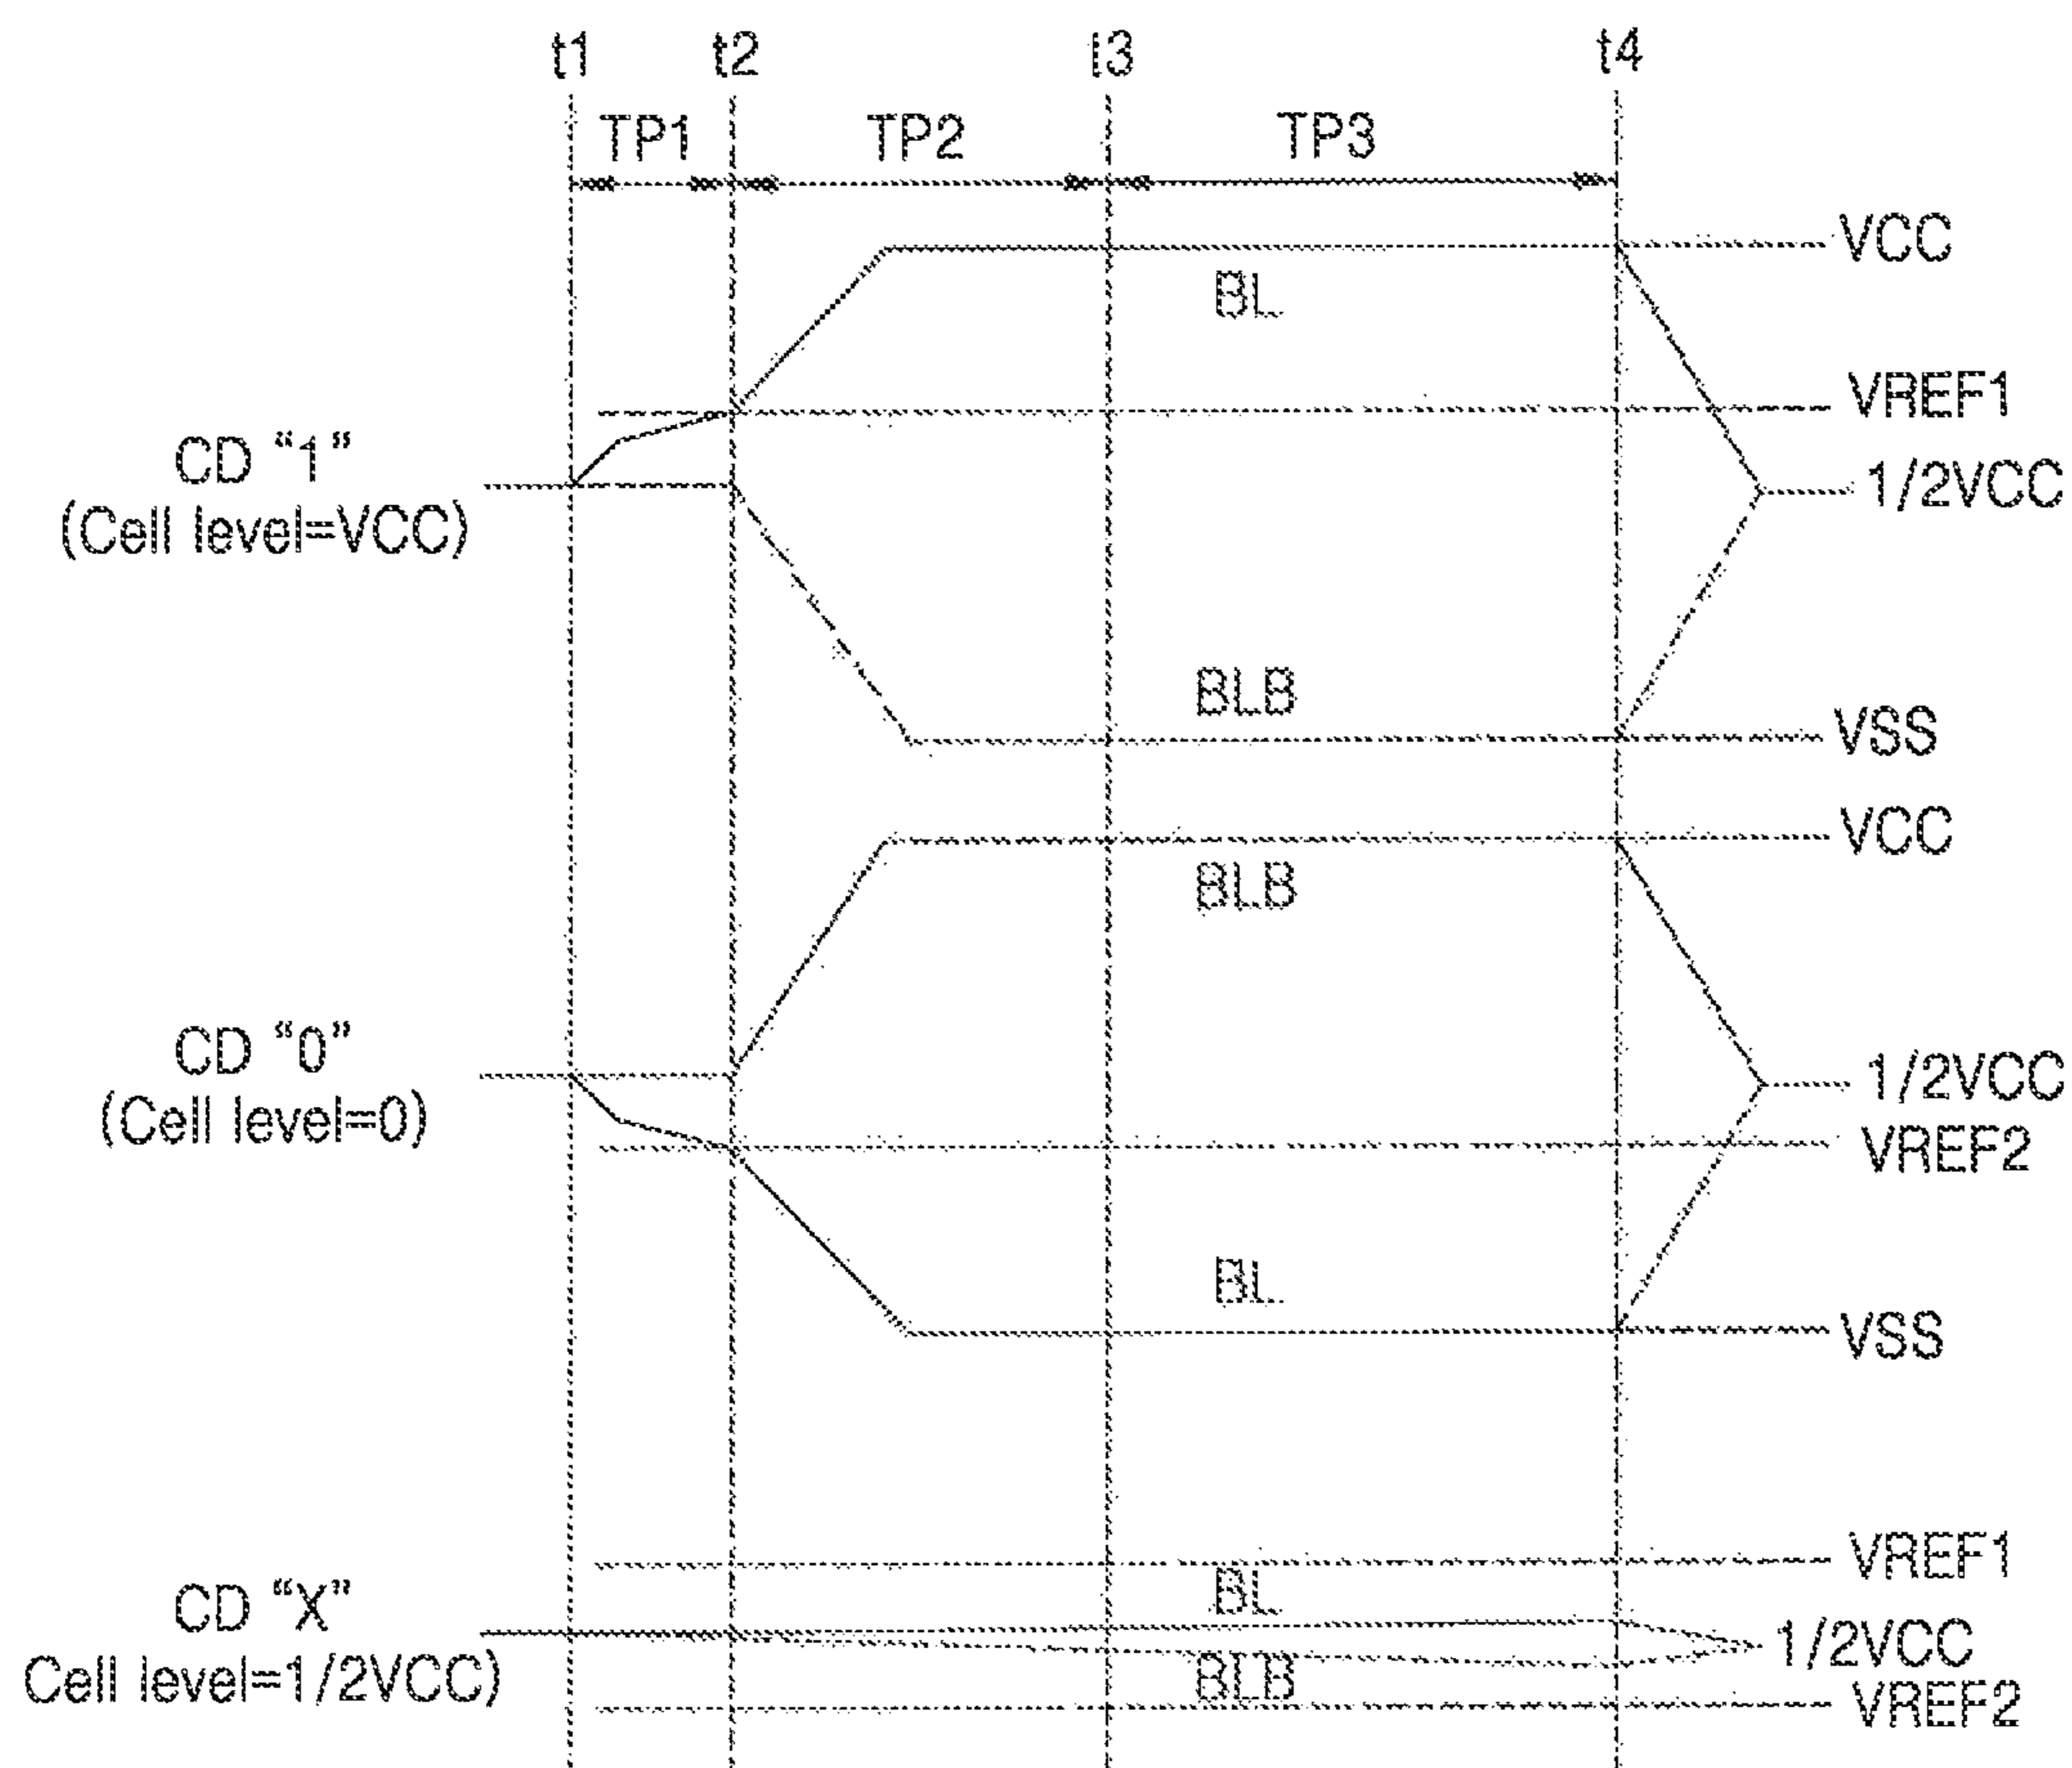 t1 t2 t3 t4
TP1 TP2 TP3
VCC
BL
VREF1
CD “1”
(Cell level=VCC)
1/2VCC
BLB
VSS
VCC
BLB
CD “0”
(Cell level=0)
1/2VCC
VREF2
BL
VSS
VREF1
BL
CD “X”
Cell level=1/2VCC)
1/2VCC
BLB
VREF2